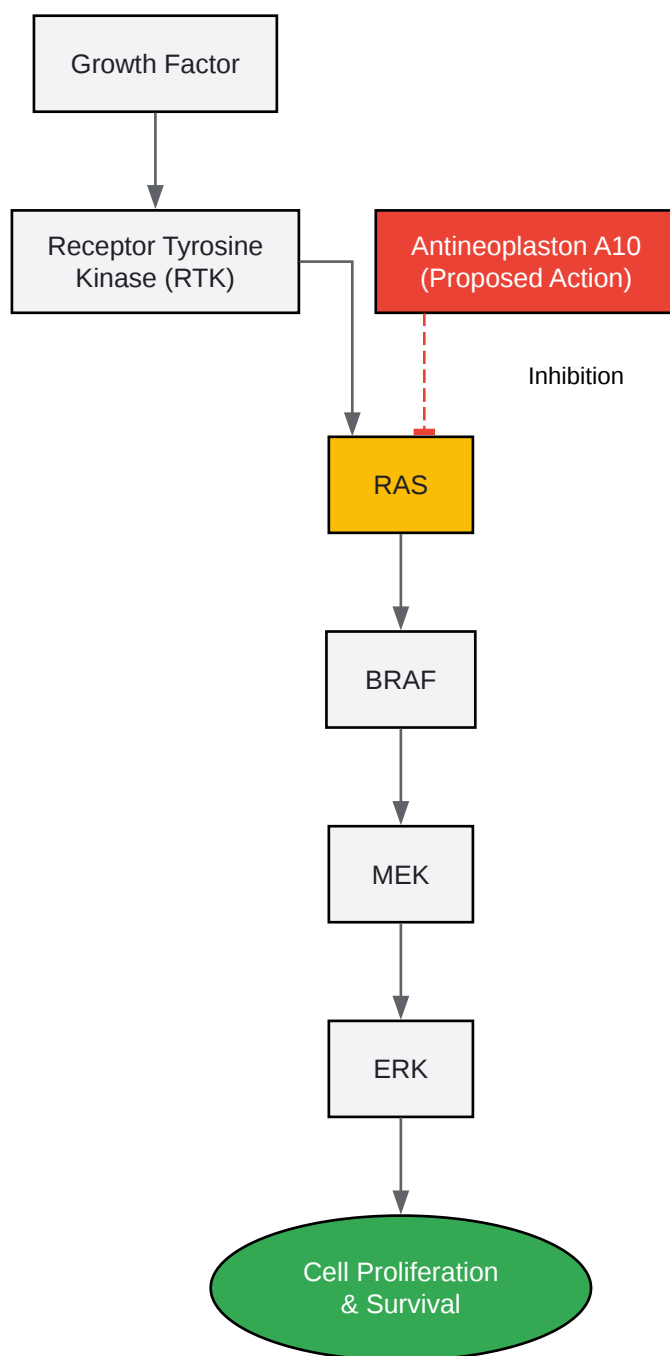 Growth Factor
Receptor Tyrosine
Kinase (RTK)
Antineoplaston A10
(Proposed Action)
Inhibition
RAS
BRAF
MEK
ERK
Cell Proliferation
& Survival